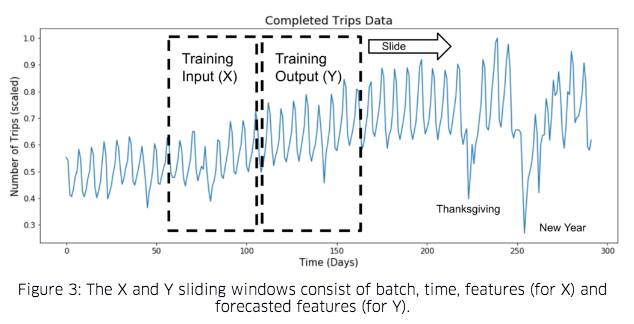 Completed Trips Data
Number of Trips (scaled)
1.0
0.9
0.8
0.7
0.6
0.5
0.4
0.3
Training
Input (X)
Training
Output (Y)
Slide
Thanksgiving
New Year
0
50
100
150
200
250
300
Time (Days)
Figure 3: The X and Y sliding windows consist of batch, time, features (for X) and
forecasted features (for Y).